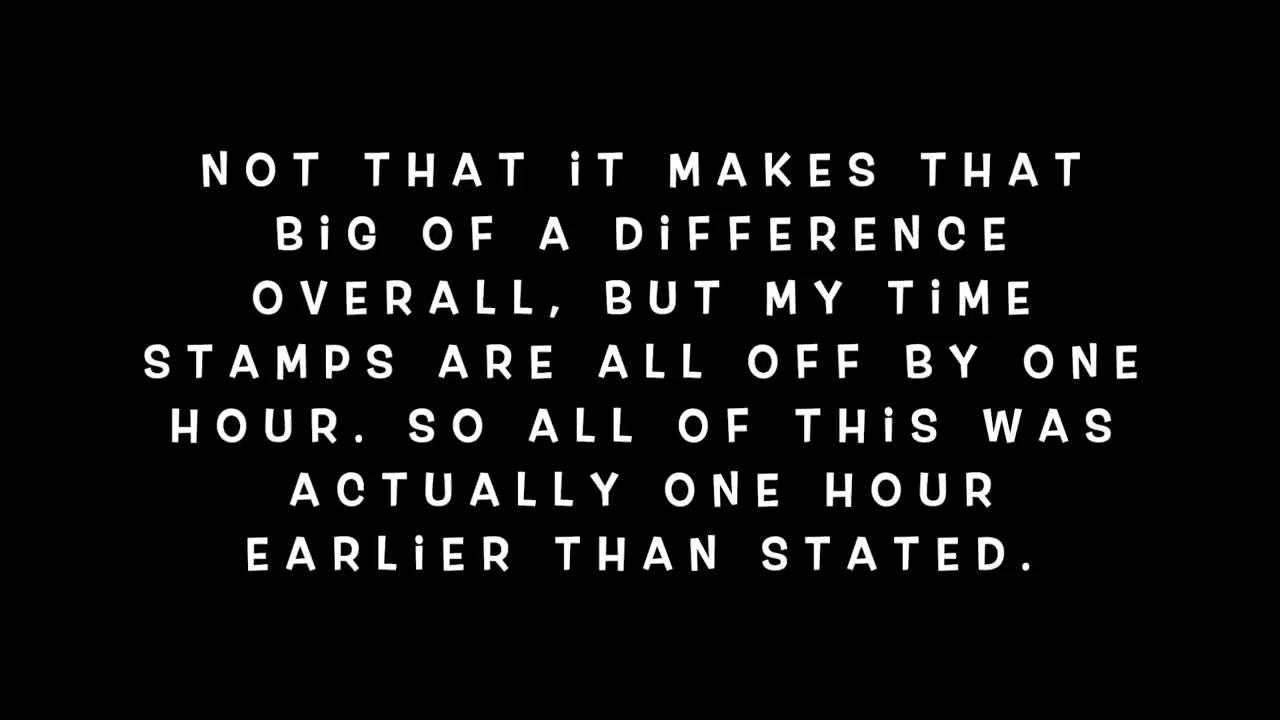 NOT THAT iT MAKES THAT
BiG OF A DiFFERENCE
OVERALL, BUT MY TiME
STAMPS ARE ALL OFF BY ONE
HOUR. SO ALL OF THiS WAS
ACTUALLY ONE HOUR
EARLiER THAN STATED.